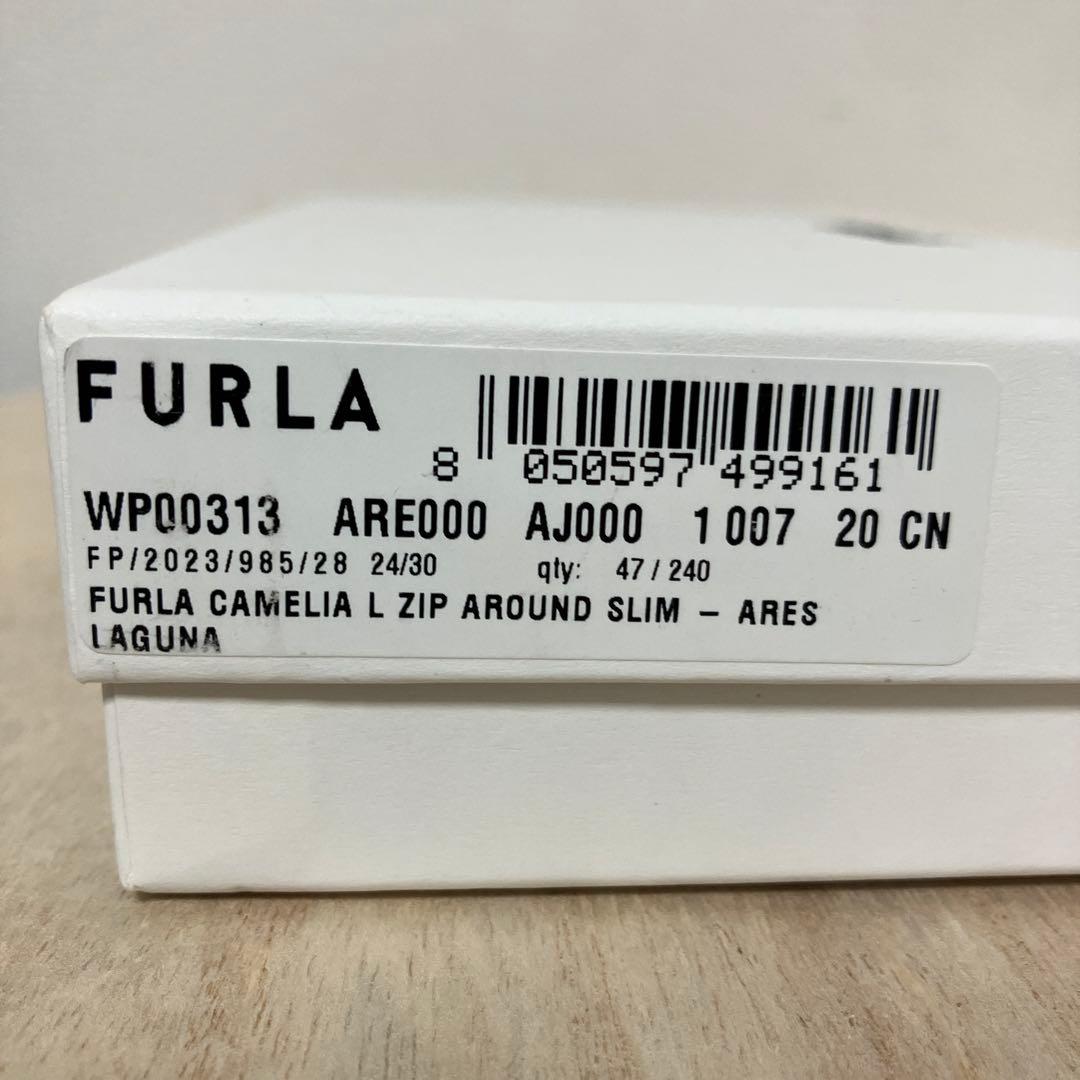 FURLA
8 050597 499161
WP00313 ARE000 AJ000 1 007 20 CN
FP/2023/985/28 24/30 qty: 47 / 240
FURLA CAMELIA L ZIP AROUND SLIM – ARES
LAGUNA